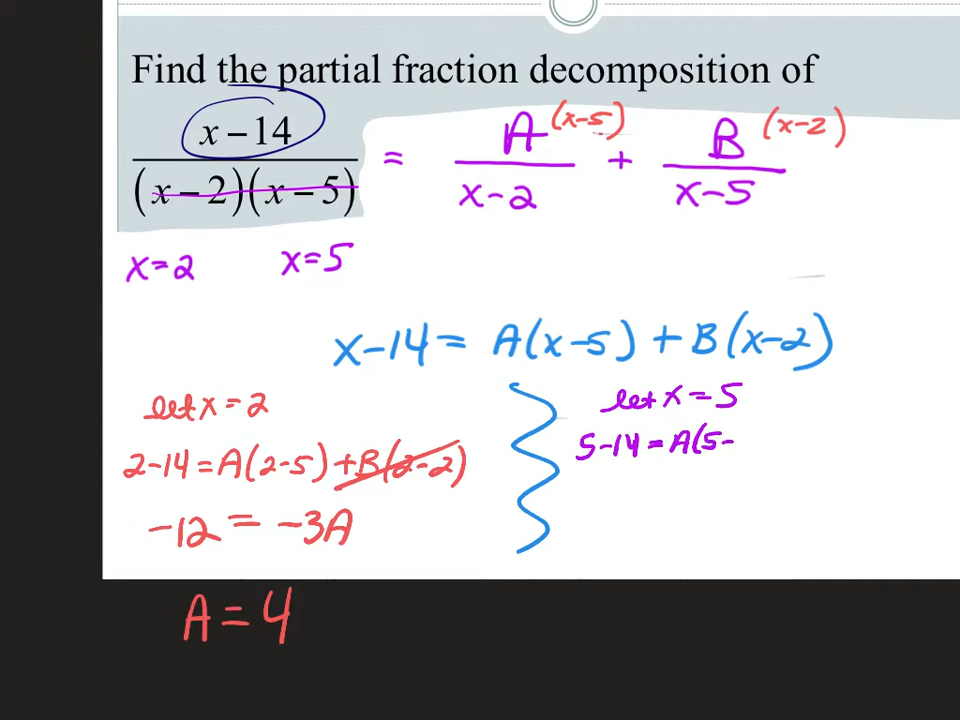 Find the partial fraction decomposition of
x – 14 / (x – 2)(x – 5) = A (x-5) / x-2 + B (x-2) / x-5
x=2 x=5
x-14 = A(x-5) + B(x-2)
let x = 2
2-14 = A(2-5) + B(2-2)
-12 = -3A
A = 4
let x = 5
5-14 = A(5-